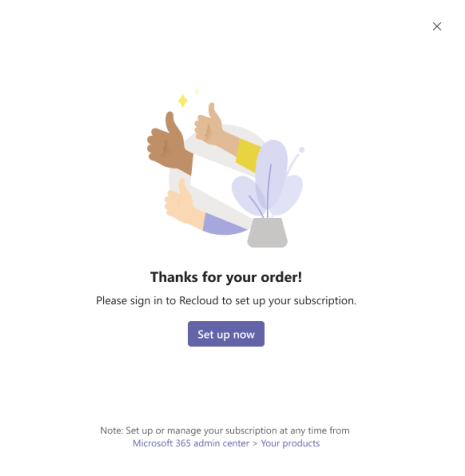 Thanks for your order!
Please sign in to Recloud to set up your subscription.
Set up now
Note: Set up or manage your subscription at any time from
Microsoft 365 admin center > Your products